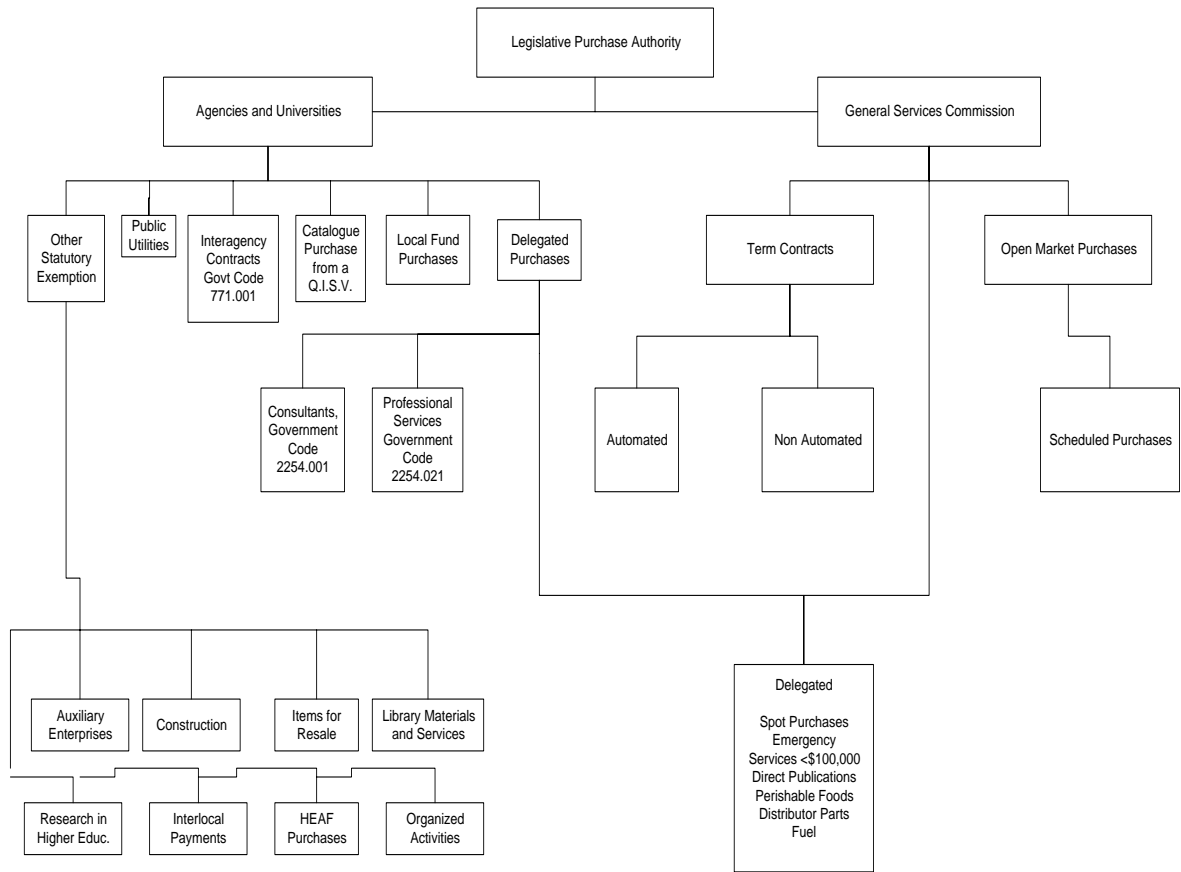 Legislative Purchase Authority
Agencies and Universities
General Services Commission
Other
Statutory
Exemption
Public
Utilities
Interagency
Contracts
Govt Code
771.001
Catalogue
Purchase
from a
Q.I.S.V.
Local Fund
Purchases
Delegated
Purchases
Term Contracts
Open Market Purchases
Consultants,
Government
Code
2254.001
Professional
Services
Government
Code
2254.021
Automated
Non Automated
Scheduled Purchases
Auxiliary
Enterprises
Construction
Items for
Resale
Library Materials
and Services
Research in
Higher Educ.
Interlocal
Payments
HEAF
Purchases
Organized
Activities
Delegated
Spot Purchases
Emergency
Services <$100,000
Direct Publications
Perishable Foods
Distributor Parts
Fuel